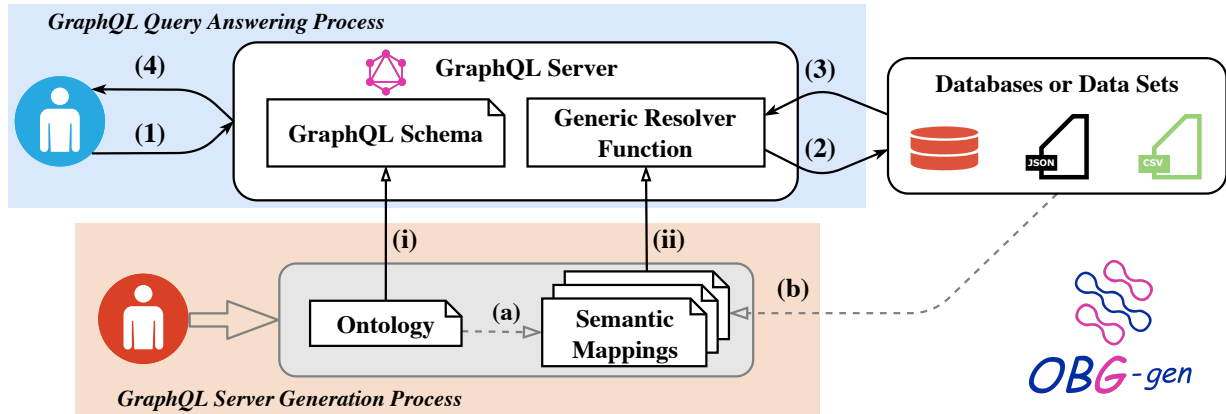 GraphQL Query Answering Process
(4)
(1)
GraphQL Server
GraphQL Schema
Generic Resolver
Function
(3)
(2)
Databases or Data Sets
JSON
CSV
(i)
(ii)
Ontology
(a)
Semantic
Mappings
(b)
GraphQL Server Generation Process
OBG-gen